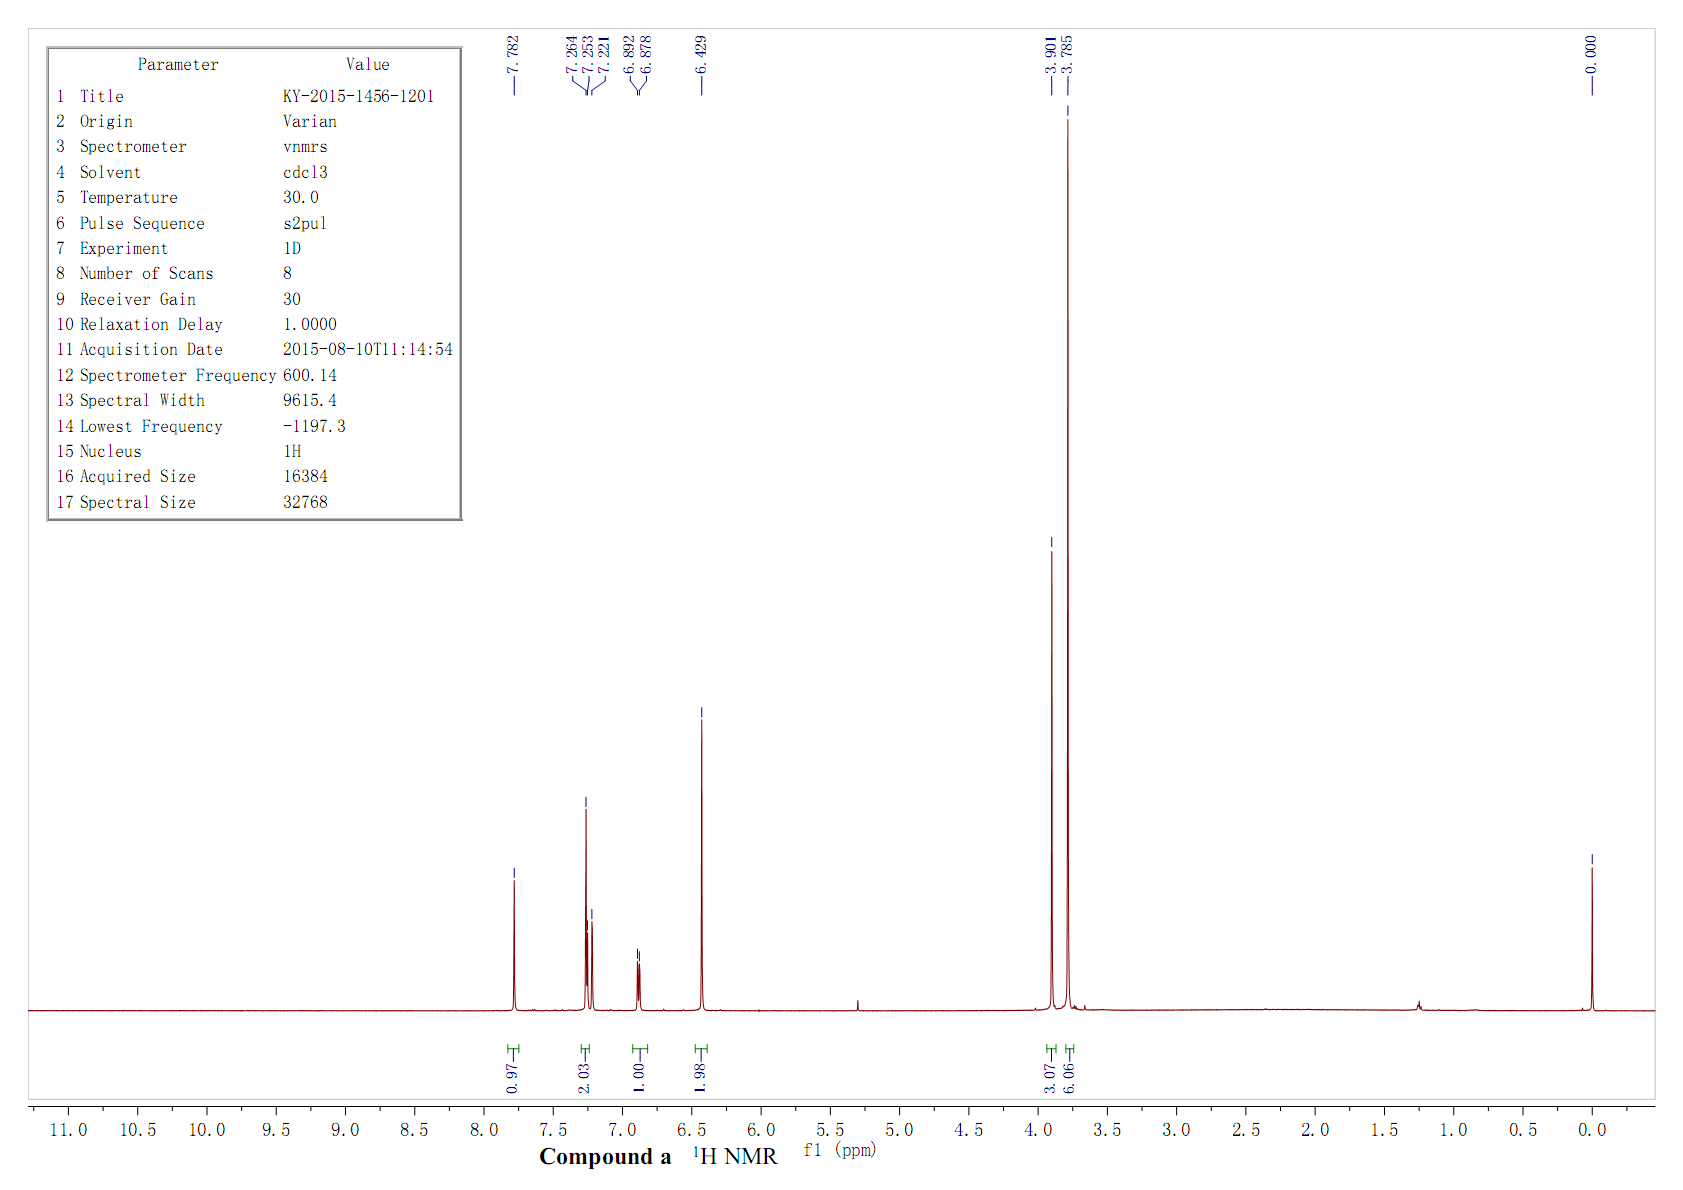 7.782
7.264
7.253
7.221
6.892
6.878
6.429
3.901
3.785
0.000
Parameter Value
1 Title KY-2015-1456-1201
2 Origin Varian
3 Spectrometer vnmrs
4 Solvent cdcl3
5 Temperature 30.0
6 Pulse Sequence s2pul
7 Experiment 1D
8 Number of Scans 8
9 Receiver Gain 30
10 Relaxation Delay 1.0000
11 Acquisition Date 2015-08-10T11:14:54
12 Spectrometer Frequency 600.14
13 Spectral Width 9615.4
14 Lowest Frequency -1197.3
15 Nucleus 1H
16 Acquired Size 16384
17 Spectral Size 32768
0.97
2.03
1.00
1.98
3.07
6.06
11.0 10.5 10.0 9.5 9.0 8.5 8.0 7.5 7.0 6.5 6.0 5.5 5.0 4.5 4.0 3.5 3.0 2.5 2.0 1.5 1.0 0.5 0.0
f1 (ppm)
Compound a ¹H NMR